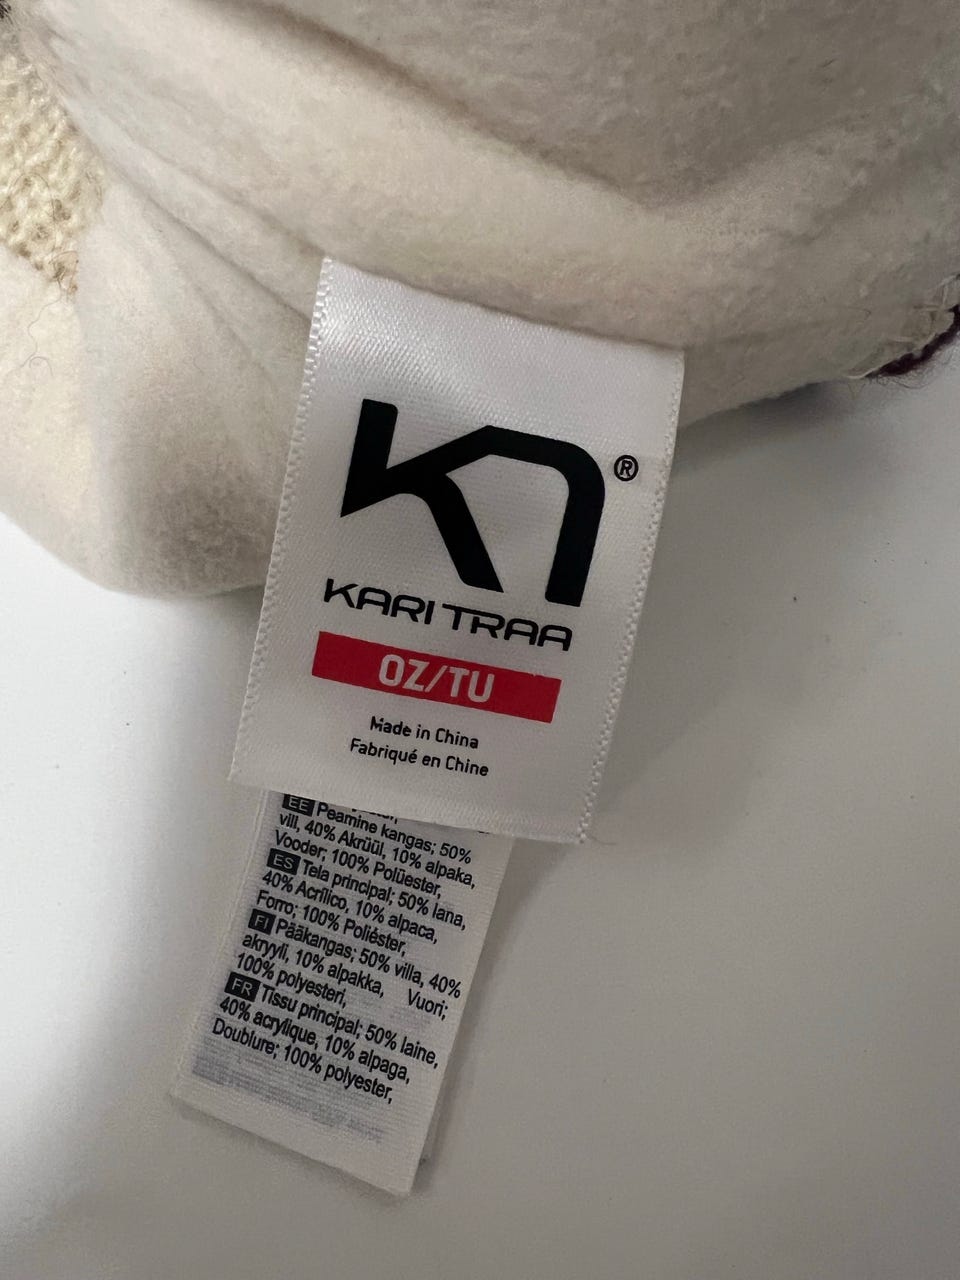 KARI TRAA
®
OZ/TU
Made in China
Fabriqué en Chine
EE Peamine kangas; 50%
vill, 40% Akrüül, 10% alpaka,
Vooder; 100% Polüester,
ES Tela principal; 50% lana,
40% Acrílico, 10% alpaca,
Forro; 100% Poliéster,
FI Pääkangas; 50% villa, 40%
akryyli, 10% alpakka, Vuori;
100% polyesteri,
FR Tissu principal; 50% laine,
40% acrylique, 10% alpaga,
Doublure; 100% polyester,